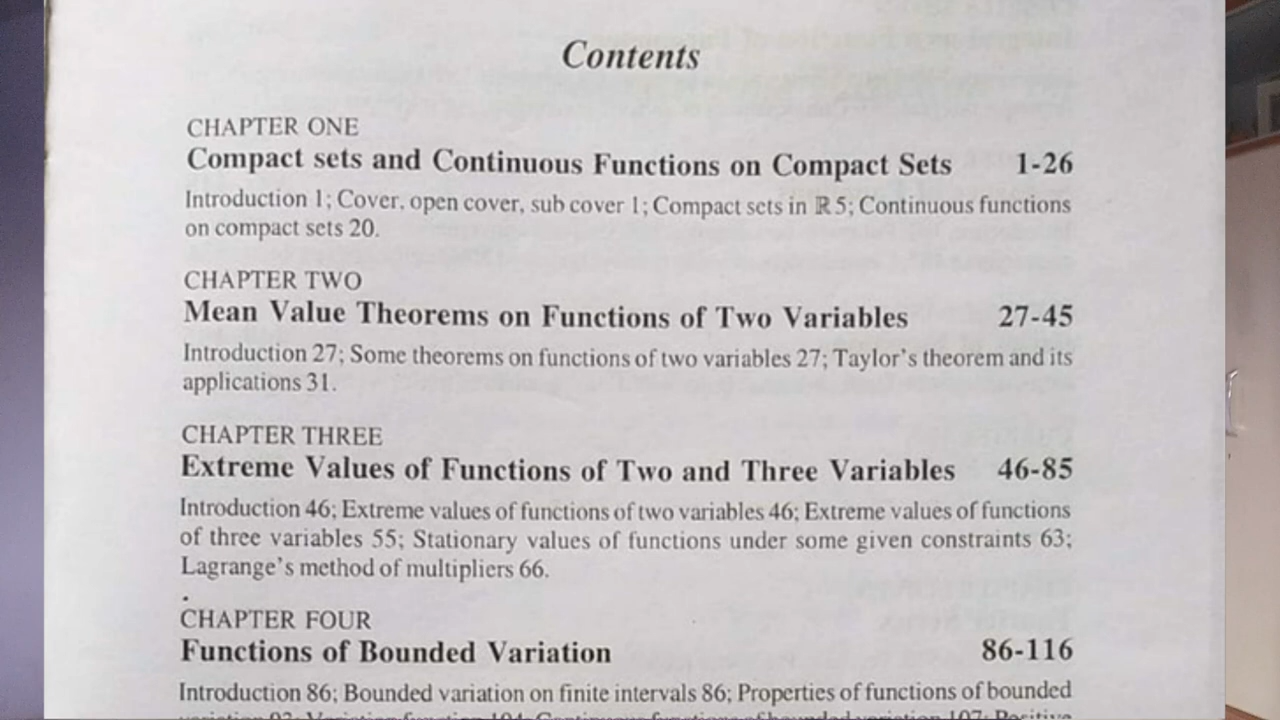 Contents
CHAPTER ONE
Compact sets and Continuous Functions on Compact Sets 1-26
Introduction 1; Cover, open cover, sub cover 1; Compact sets in ℝ 5; Continuous functions
on compact sets 20.
CHAPTER TWO
Mean Value Theorems on Functions of Two Variables 27-45
Introduction 27; Some theorems on functions of two variables 27; Taylor's theorem and its
applications 31.
CHAPTER THREE
Extreme Values of Functions of Two and Three Variables 46-85
Introduction 46; Extreme values of functions of two variables 46; Extreme values of functions
of three variables 55; Stationary values of functions under some given constraints 63;
Lagrange's method of multipliers 66.
CHAPTER FOUR
Functions of Bounded Variation 86-116
Introduction 86; Bounded variation on finite intervals 86; Properties of functions of bounded